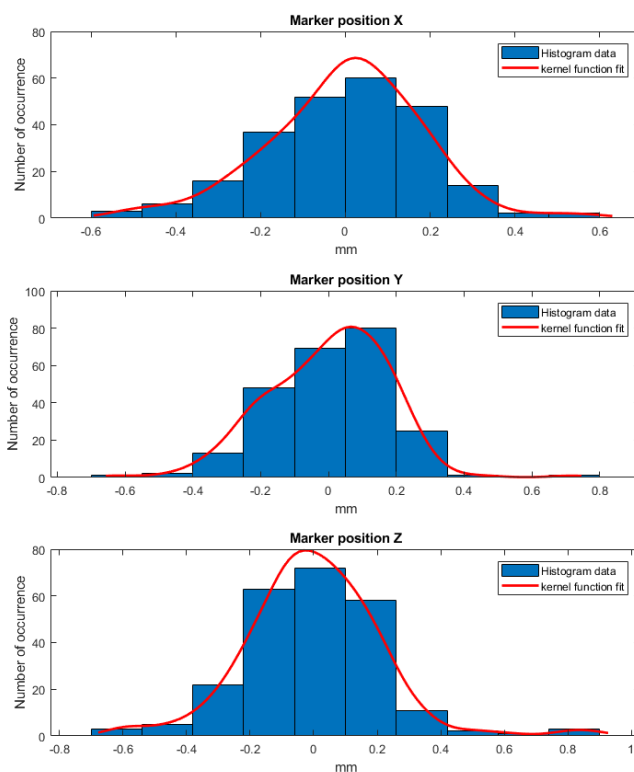 Marker position X
80
60
40
20
0
Number of occurrence
Histogram data
kernel function fit
-0.6 -0.4 -0.2 0 0.2 0.4 0.6
mm
Marker position Y
100
80
60
40
20
0
Number of occurrence
Histogram data
kernel function fit
-0.8 -0.6 -0.4 -0.2 0 0.2 0.4 0.6 0.8
mm
Marker position Z
80
60
40
20
0
Number of occurrence
Histogram data
kernel function fit
-0.8 -0.6 -0.4 -0.2 0 0.2 0.4 0.6 0.8 1
mm